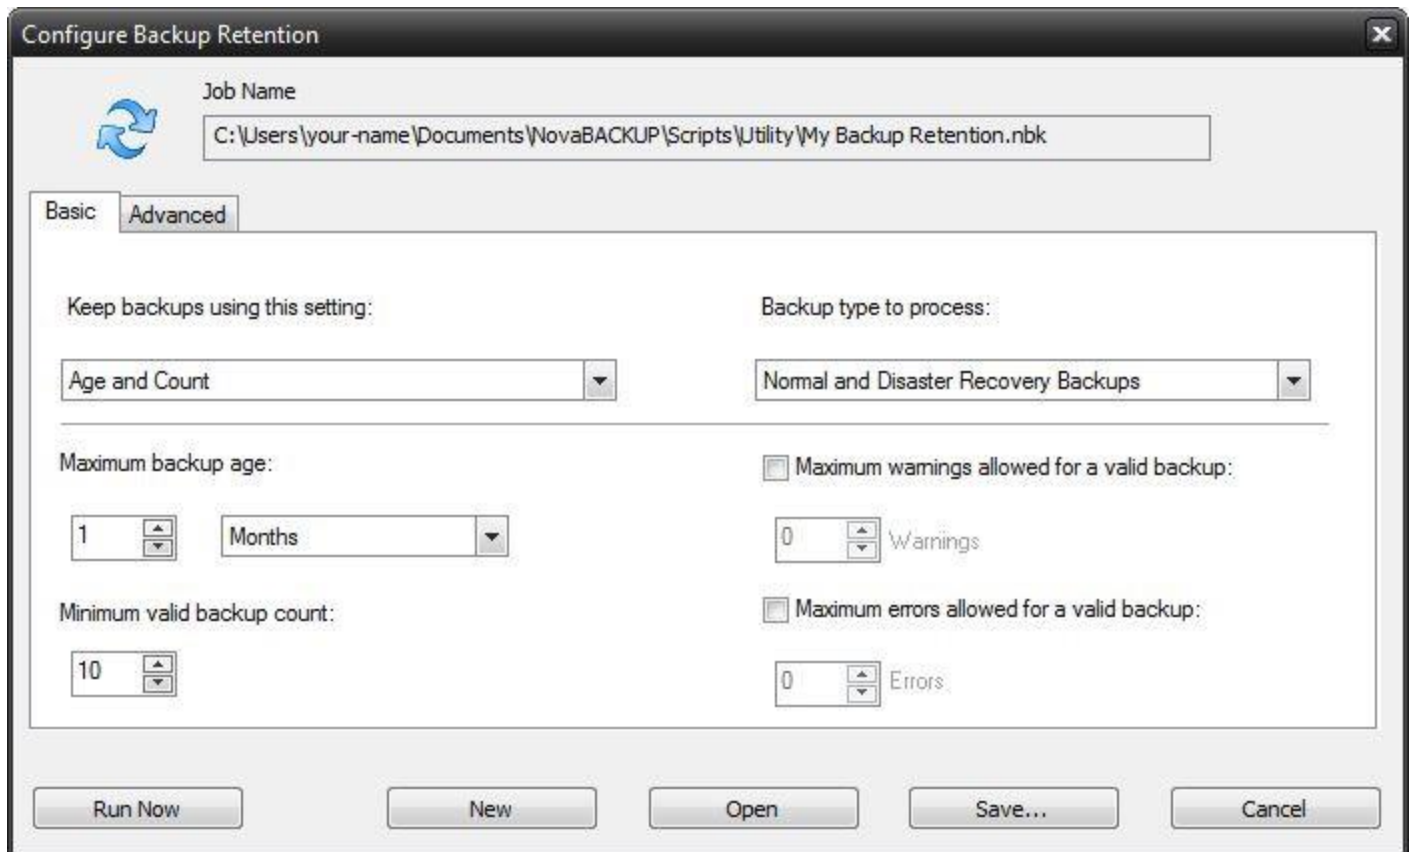 Configure Backup Retention
Job Name
C:\Users\your-name\Documents\NovaBACKUP\Scripts\Utility\My Backup Retention.nbk
Basic
Advanced
Keep backups using this setting:
Backup type to process:
Age and Count
Normal and Disaster Recovery Backups
Maximum backup age:
Maximum warnings allowed for a valid backup:
1
Months
0
Warnings
Minimum valid backup count:
Maximum errors allowed for a valid backup:
10
0
Errors
Run Now
New
Open
Save...
Cancel